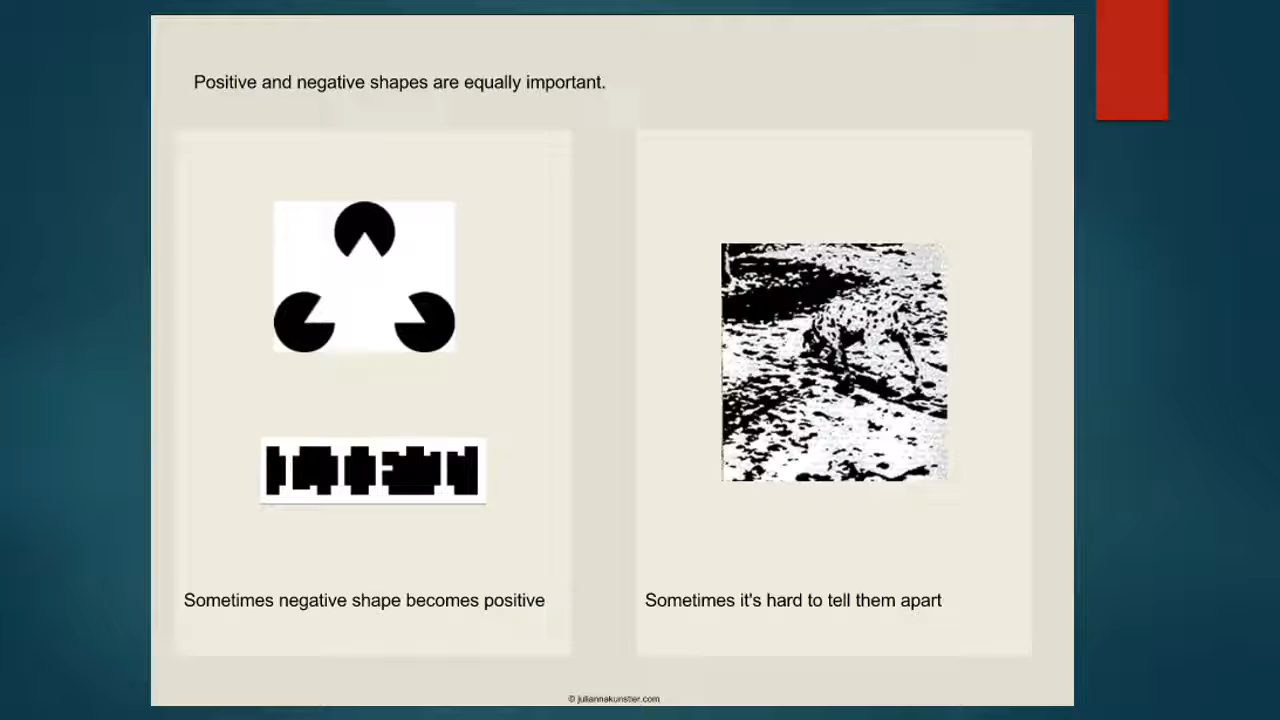 Positive and negative shapes are equally important.
Sometimes negative shape becomes positive
Sometimes it's hard to tell them apart
© juliannakunstler.com